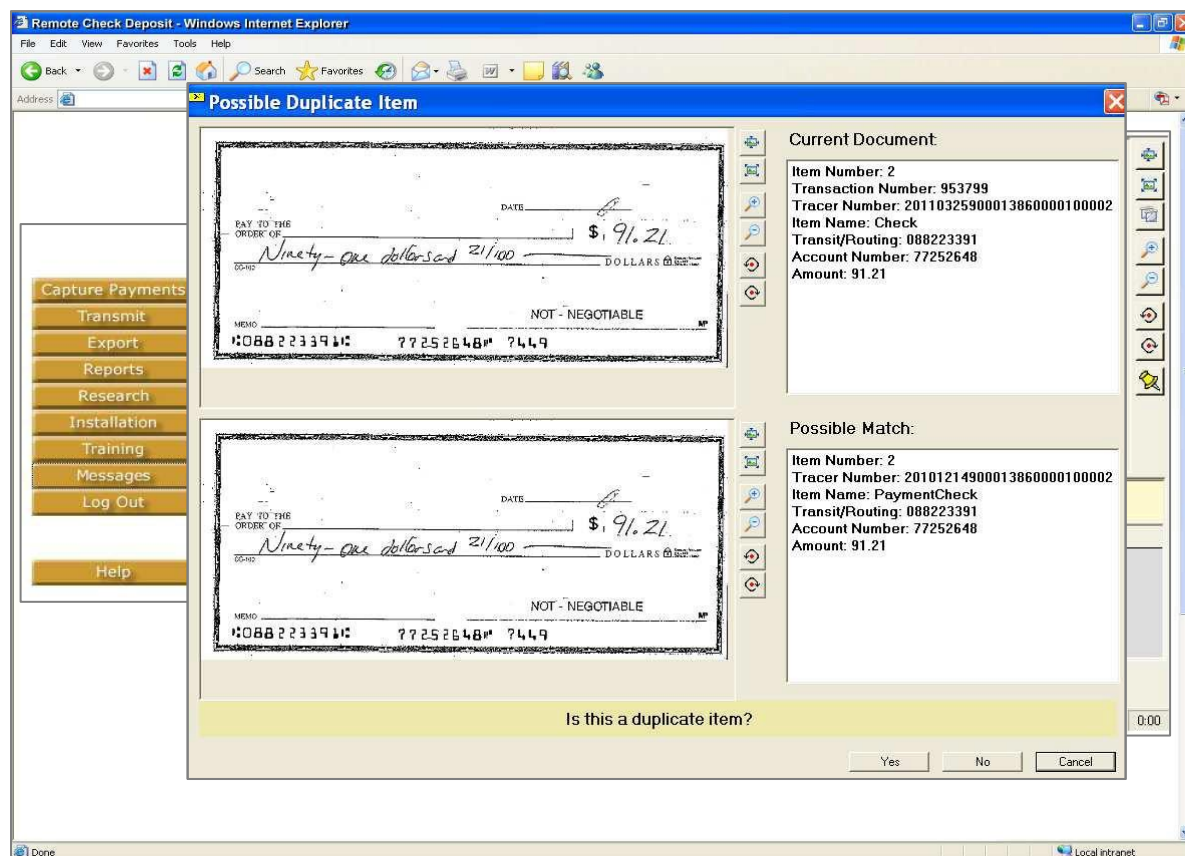 Remote Check Deposit - Windows Internet Explorer
File Edit View Favorites Tools Help
Back Search Favorites
Address
Possible Duplicate Item
Capture Payments
Transmit
Export
Reports
Research
Installation
Training
Messages
Log Out
Help
DATE
PAY TO THE
ORDER OF $ 91.21
Ninety-one dollars and 21/100 DOLLARS
NOT - NEGOTIABLE
MEMO MP
⑆088223391⑆ 77252648⑈ 7449
Current Document:
Item Number: 2
Transaction Number: 953799
Tracer Number: 20110325900013860000100002
Item Name: Check
Transit/Routing: 088223391
Account Number: 77252648
Amount: 91.21
DATE
PAY TO THE
ORDER OF $ 91.21
Ninety-one dollars and 21/100 DOLLARS
NOT - NEGOTIABLE
MEMO MP
⑆088223391⑆ 77252648⑈ 7449
Possible Match:
Item Number: 2
Tracer Number: 20101214900013860000100002
Item Name: PaymentCheck
Transit/Routing: 088223391
Account Number: 77252648
Amount: 91.21
Is this a duplicate item?
Yes No Cancel
0:00
Done Local intranet